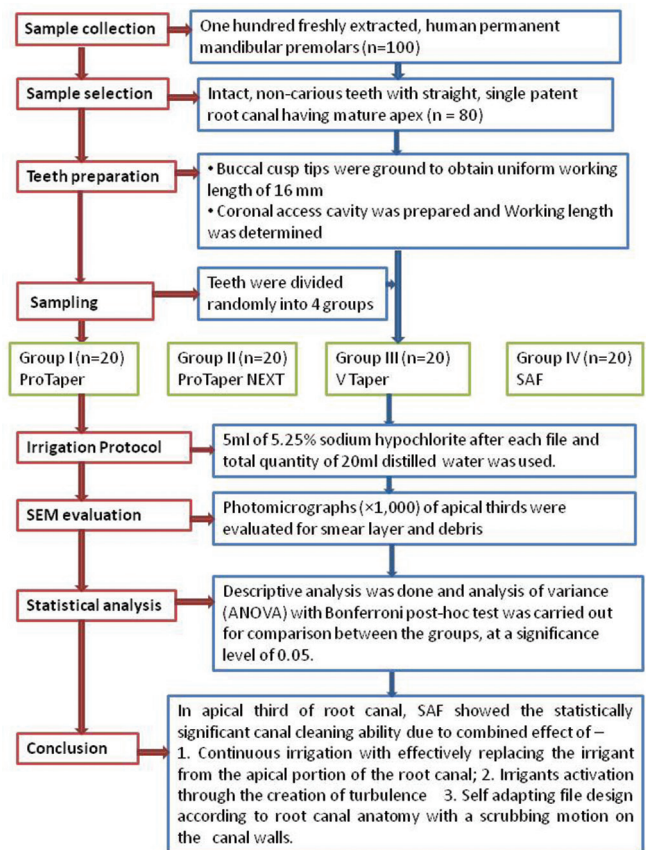 Sample collection
One hundred freshly extracted, human permanent
mandibular premolars (n=100)
Sample selection
Intact, non-carious teeth with straight, single patent
root canal having mature apex (n = 80)
Teeth preparation
• Buccal cusp tips were ground to obtain uniform working
length of 16 mm
• Coronal access cavity was prepared and Working length
was determined
Sampling
Teeth were divided
randomly into 4 groups
Group I (n=20)
ProTaper
Group II (n=20)
ProTaper NEXT
Group III (n=20)
V Taper
Group IV (n=20)
SAF
Irrigation Protocol
5ml of 5.25% sodium hypochlorite after each file and
total quantity of 20ml distilled water was used.
SEM evaluation
Photomicrographs (×1,000) of apical thirds were
evaluated for smear layer and debris
Statistical analysis
Descriptive analysis was done and analysis of variance
(ANOVA) with Bonferroni post-hoc test was carried out
for comparison between the groups, at a significance
level of 0.05.
Conclusion
In apical third of root canal, SAF showed the statistically
significant canal cleaning ability due to combined effect of –
1. Continuous irrigation with effectively replacing the irrigant
from the apical portion of the root canal; 2. Irrigants activation
through the creation of turbulence 3. Self adapting file design
according to root canal anatomy with a scrubbing motion on
the canal walls.